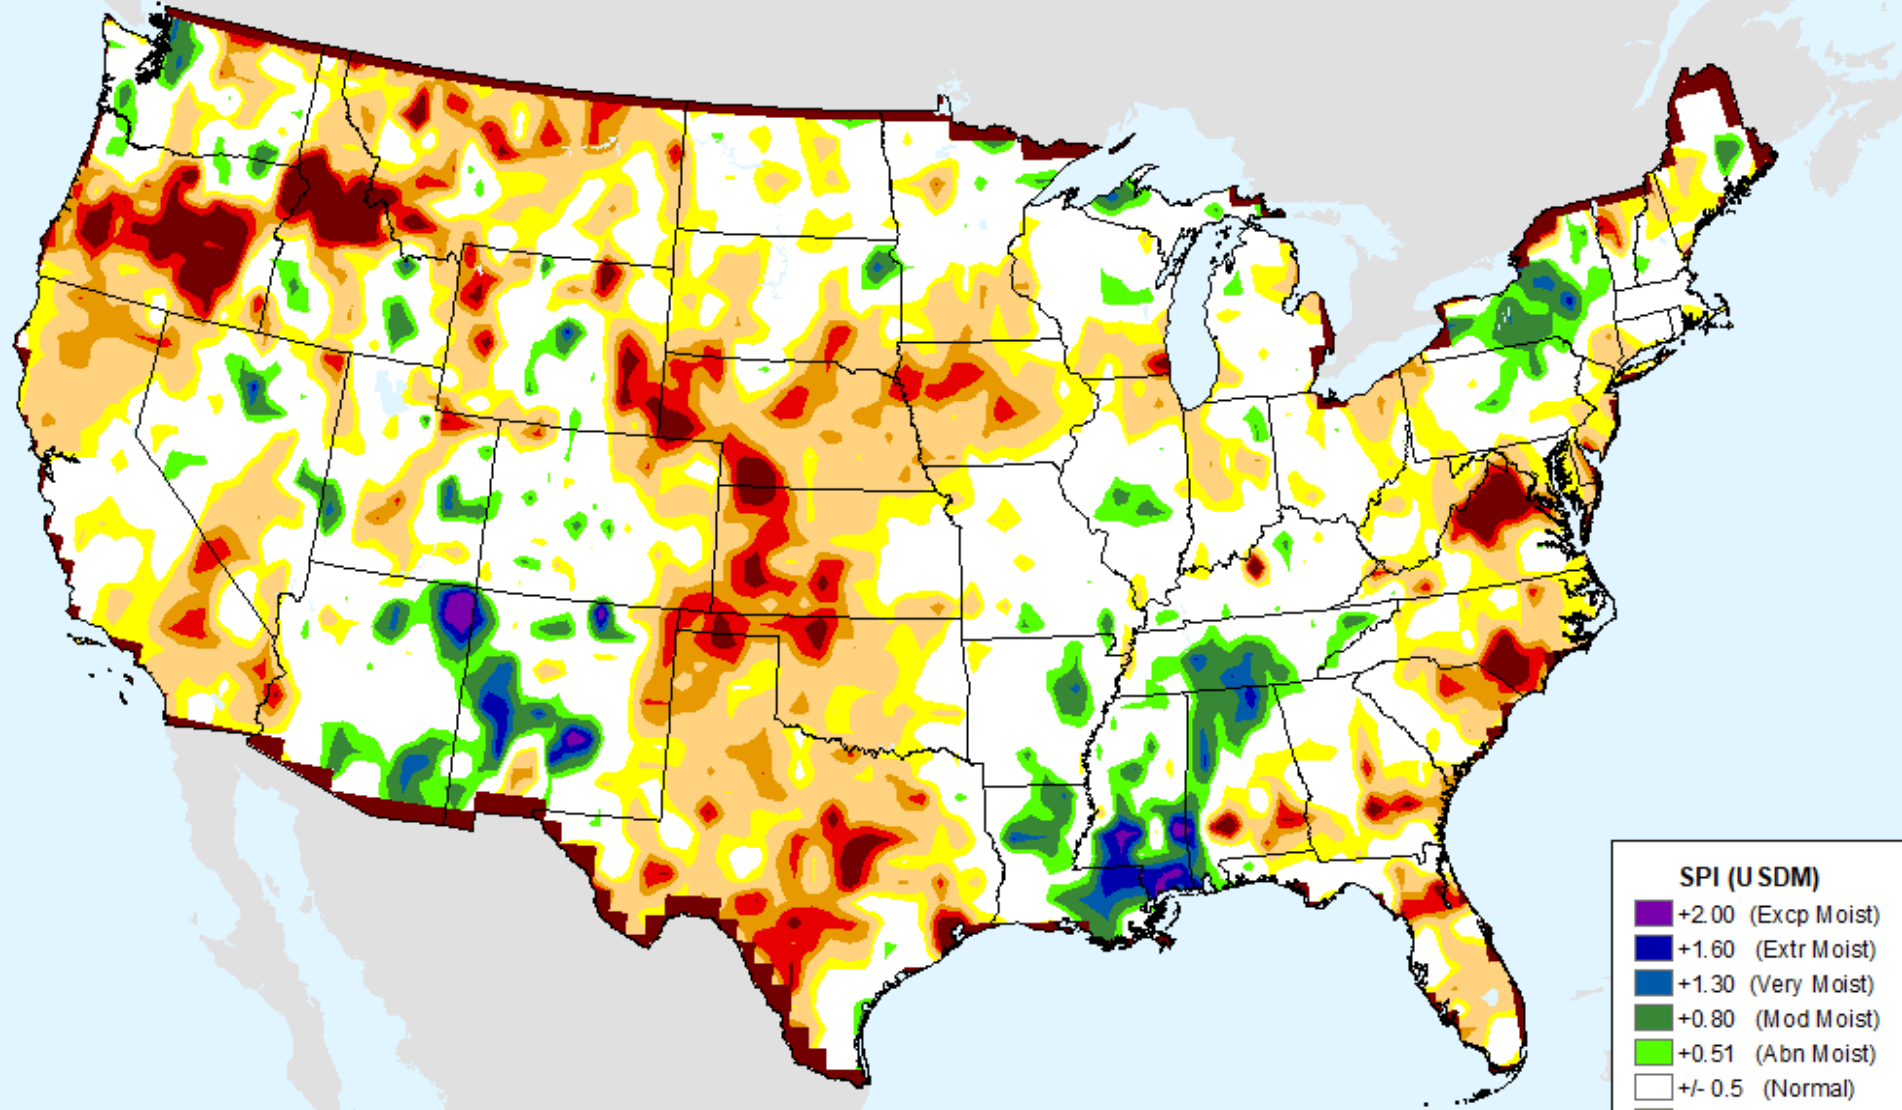 SPI (USDM)
+2.00 (Excp Moist)
+1.60 (Extr Moist)
+1.30 (Very Moist)
+0.80 (Mod Moist)
+0.51 (Abn Moist)
+/- 0.5 (Normal)